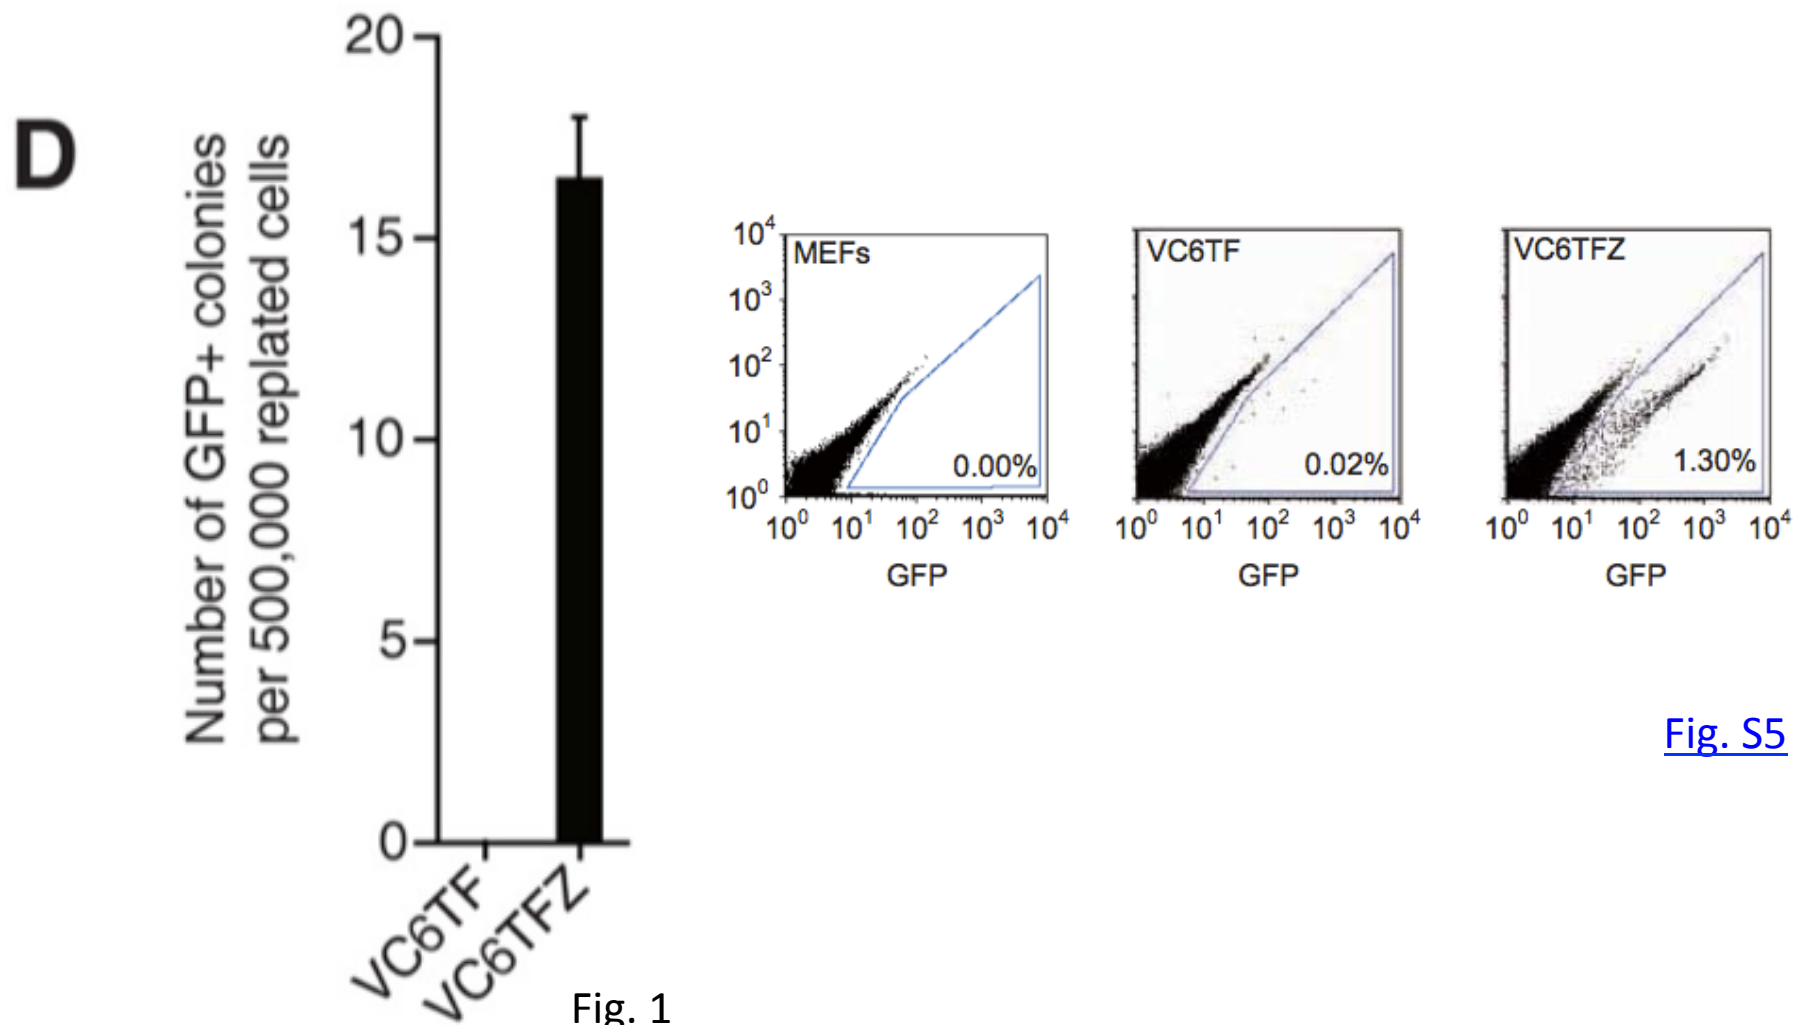 D
Number of GFP+ colonies
per 500,000 replated cells
20
15
10
5
0
VC6TF
VC6TFZ
Fig. 1
10⁴
10³
10²
10¹
10⁰
MEFs
0.00%
10⁰ 10¹ 10² 10³ 10⁴
GFP
VC6TF
0.02%
10⁰ 10¹ 10² 10³ 10⁴
GFP
VC6TFZ
1.30%
10⁰ 10¹ 10² 10³ 10⁴
GFP
Fig. S5